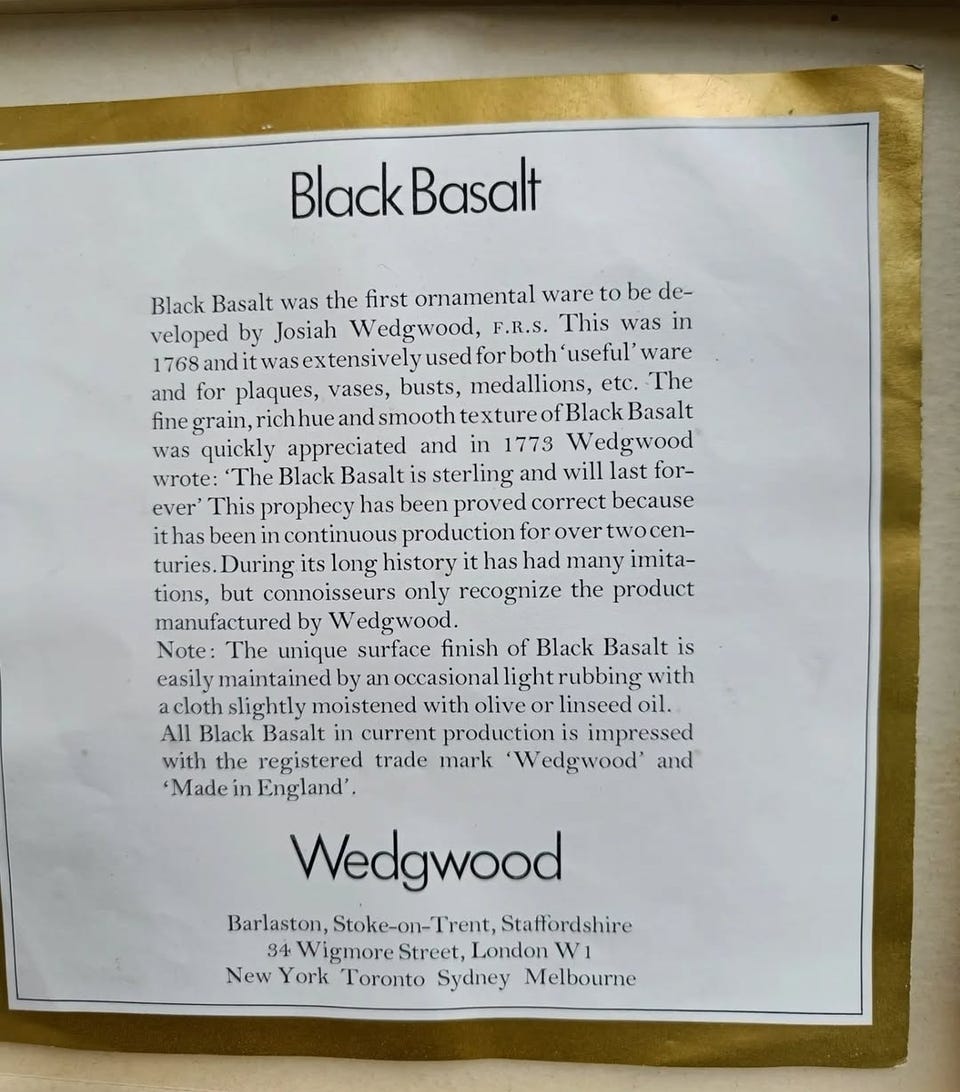 Black Basalt
Black Basalt was the first ornamental ware to be de-
veloped by Josiah Wedgwood, F.R.S. This was in
1768 and it was extensively used for both ‘useful’ ware
and for plaques, vases, busts, medallions, etc. The
fine grain, rich hue and smooth texture of Black Basalt
was quickly appreciated and in 1773 Wedgwood
wrote: ‘The Black Basalt is sterling and will last for-
ever’ This prophecy has been proved correct because
it has been in continuous production for over two cen-
turies. During its long history it has had many imita-
tions, but connoisseurs only recognize the product
manufactured by Wedgwood.
Note: The unique surface finish of Black Basalt is
easily maintained by an occasional light rubbing with
a cloth slightly moistened with olive or linseed oil.
All Black Basalt in current production is impressed
with the registered trade mark ‘Wedgwood’ and
‘Made in England’.
Wedgwood
Barlaston, Stoke-on-Trent, Staffordshire
34 Wigmore Street, London W1
New York Toronto Sydney Melbourne